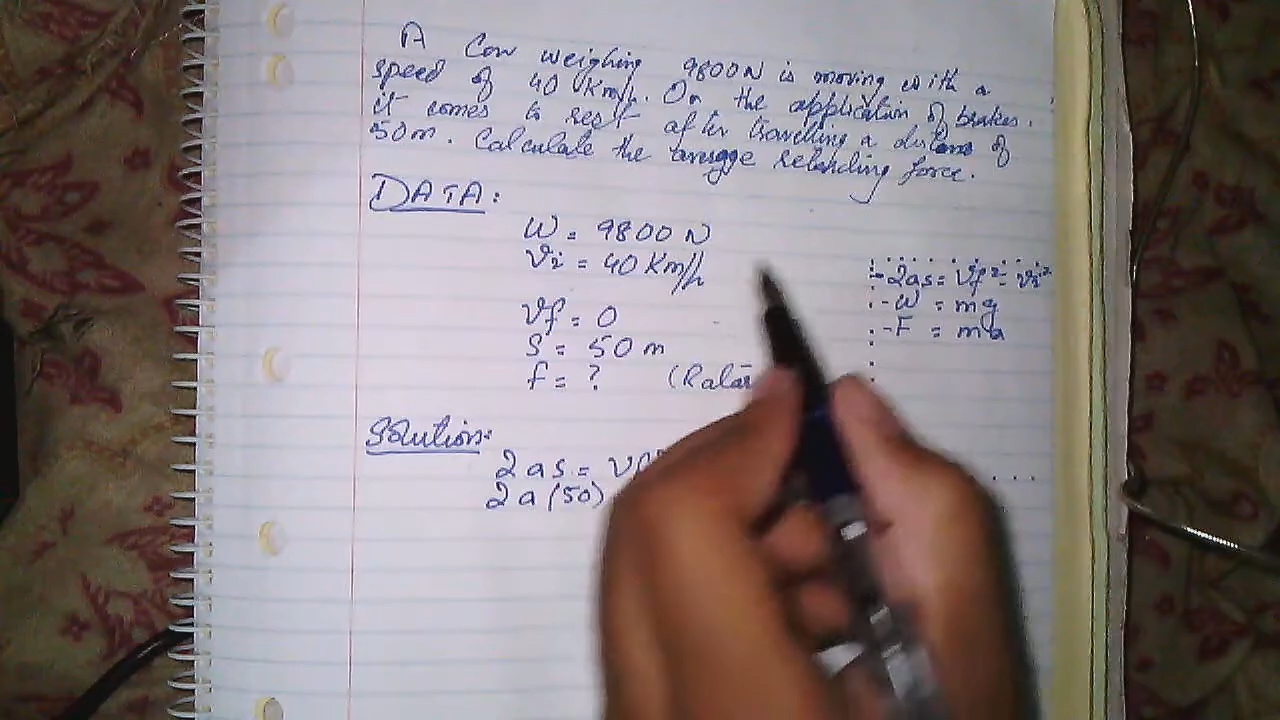 A Car weighing 9800N is moving with a
speed of 40 Km/h. On the application of brakes.
it comes to rest after travelling a distance of
50m. Calculate the average retarding force.
DATA:
W = 9800 N
Vi = 40 Km/h
Vf = 0
S = 50 m
f = ?
- 2as = Vf² - Vi²
- W = mg
- F = ma
Solution:
2as =
2a(50)